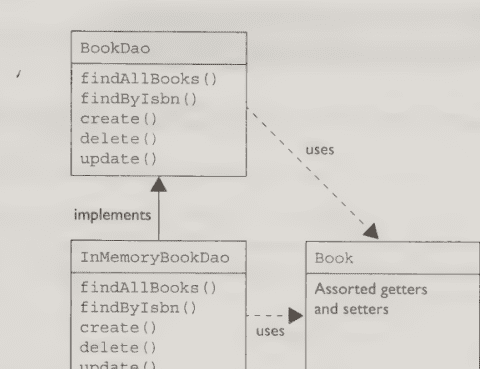 BookDao
findAllBooks()
findByIsbn()
create()
delete()
update()
uses
implements
InMemoryBookDao
findAllBooks()
findByIsbn()
create()
delete()
update()
uses
Book
Assorted getters
and setters